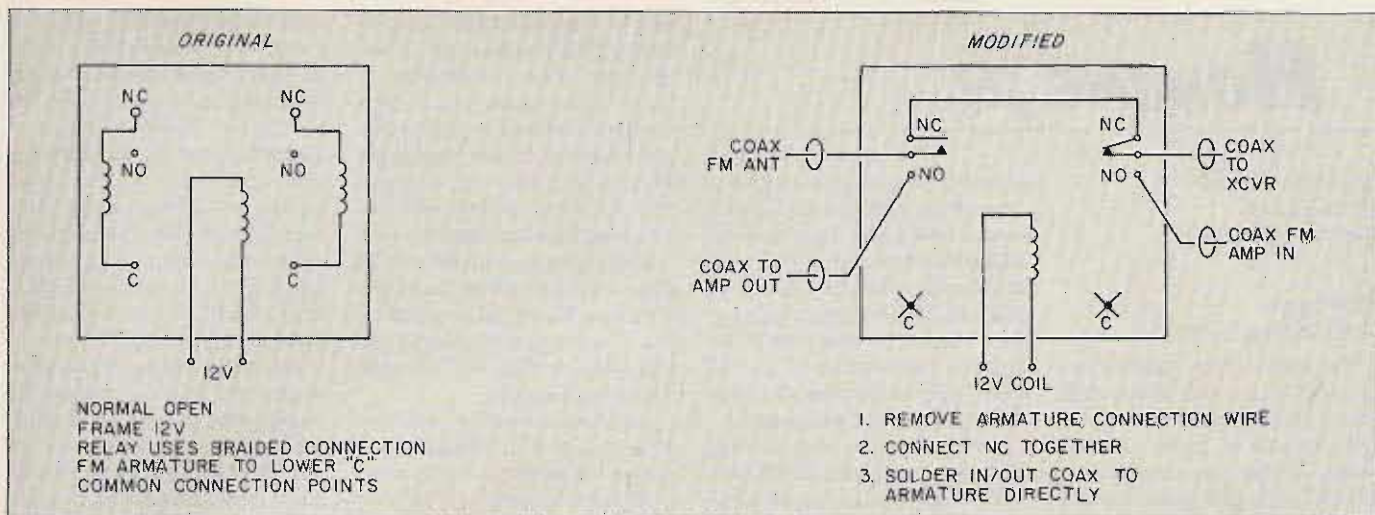 ORIGINAL
NC
NC
NO
NO
C
C
12V
NORMAL OPEN
FRAME 12V
RELAY USES BRAIDED CONNECTION
FM ARMATURE TO LOWER "C"
COMMON CONNECTION POINTS
MODIFIED
NC
NC
COAX
FM ANT
NO
NO
COAX
TO
XCVR
COAX FM
AMP IN
COAX TO
AMP OUT
C
C
12V COIL
1. REMOVE ARMATURE CONNECTION WIRE
2. CONNECT NC TOGETHER
3. SOLDER IN/OUT COAX TO
ARMATURE DIRECTLY